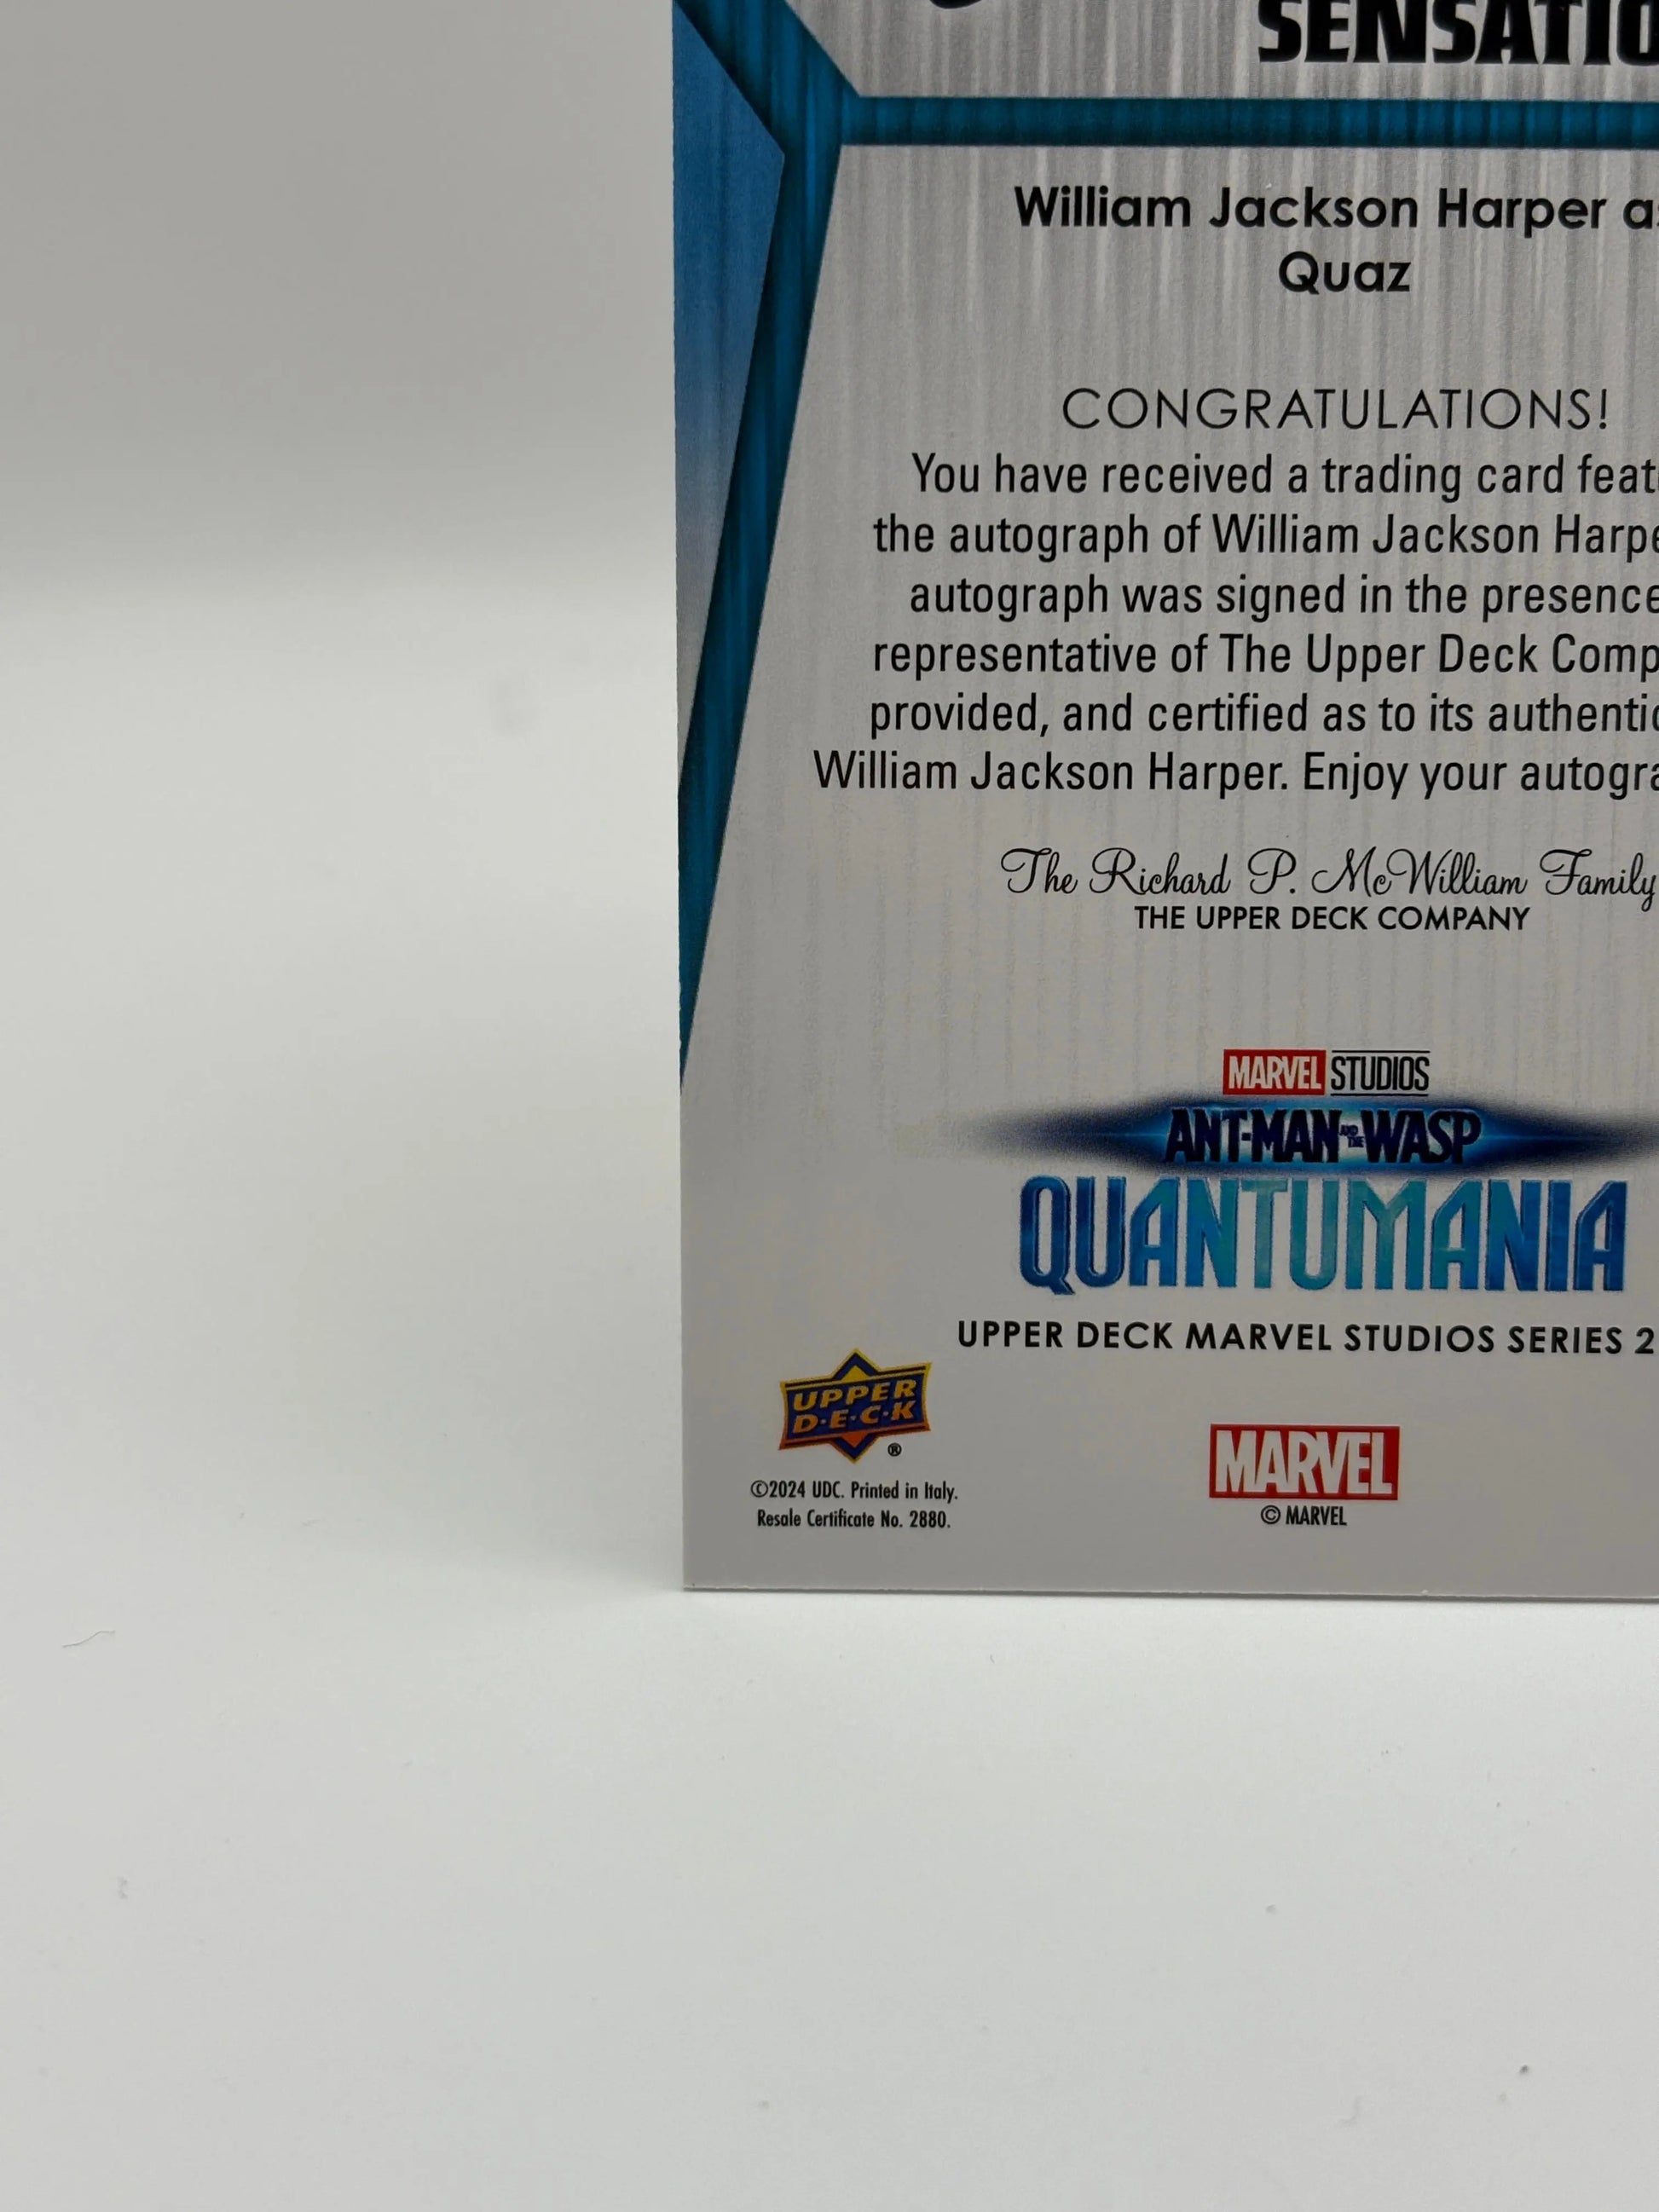 SENSATIO
William Jackson Harper as
Quaz
CONGRATULATIONS!
You have received a trading card feat
the autograph of William Jackson Harpe
autograph was signed in the presence
representative of The Upper Deck Comp
provided, and certified as to its authentic
William Jackson Harper. Enjoy your autogra
The Richard P. McWilliam Family
THE UPPER DECK COMPANY
MARVEL STUDIOS
ANT-MAN AND THE WASP
QUANTUMANIA
UPPER DECK MARVEL STUDIOS SERIES 2
UPPER
D·E·C·K
®
©2024 UDC. Printed in Italy.
Resale Certificate No. 2880.
MARVEL
© MARVEL